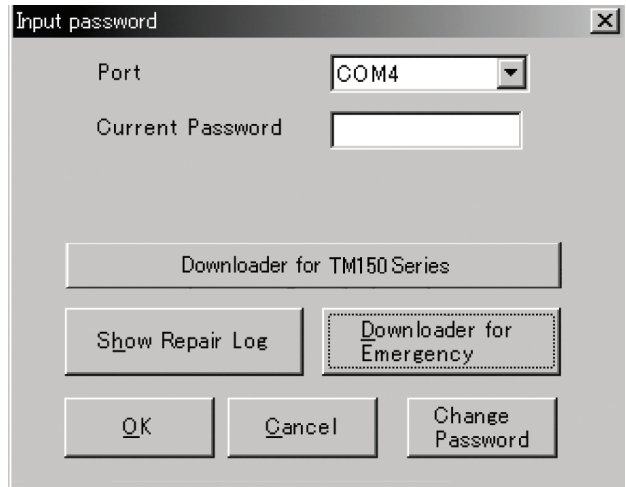 Input password
Port
COM4
Current Password
Downloader for TM150 Series
Show Repair Log
Downloader for
Emergency
OK
Cancel
Change
Password